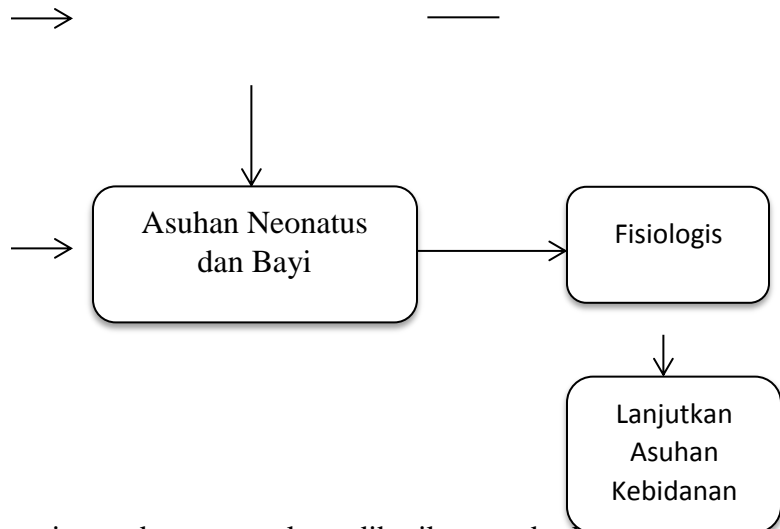 Asuhan Neonatus
dan Bayi
Fisiologis
Lanjutkan
Asuhan
Kebidanan